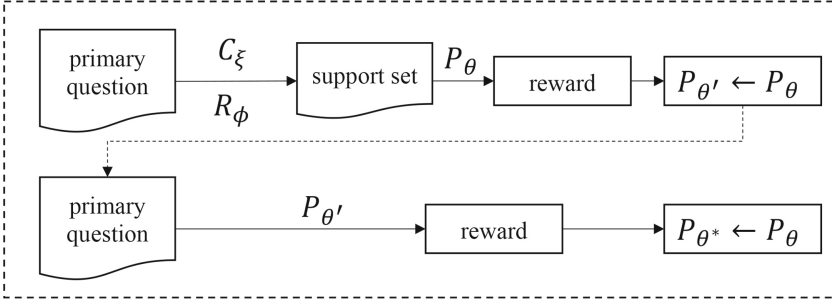 primary
question
C_ξ
R_ϕ
support set
P_θ
reward
P_θ′ ← P_θ
primary
question
P_θ′
reward
P_θ* ← P_θ